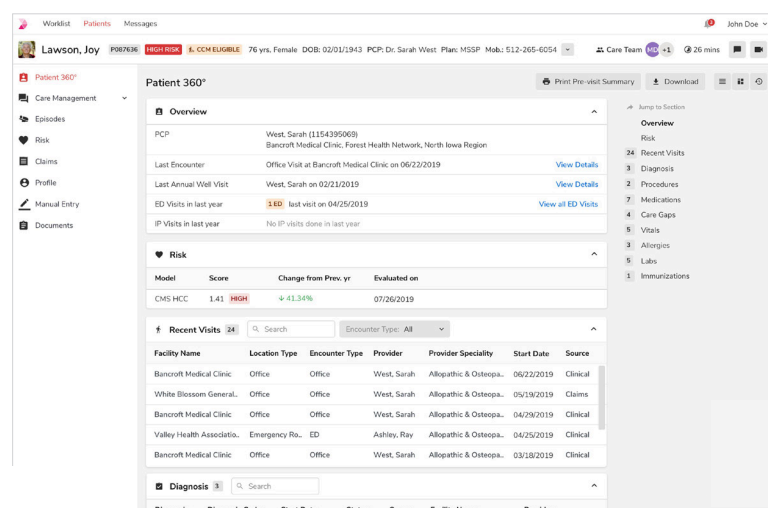 Worklist Patients Messages John Doe
Lawson, Joy P087636 HIGH RISK CCM ELIGIBLE 76 yrs. Female DOB: 02/01/1943 PCP: Dr. Sarah West Plan: MSSP Mob.: 512-265-6054 Care Team MD +1 26 mins
Patient 360°
Care Management
Episodes
Risk
Claims
Profile
Manual Entry
Documents
Patient 360° Print Pre-visit Summary Download
Overview
PCP West, Sarah (1154395069)
Bancroft Medical Clinic, Forest Health Network, North Iowa Region
Last Encounter Office Visit at Bancroft Medical Clinic on 06/22/2019 View Details
Last Annual Well Visit West, Sarah on 02/21/2019 View Details
ED Visits in last year 1 ED last visit on 04/25/2019 View all ED Visits
IP Visits in last year No IP visits done in last year
Risk
Model Score Change from Prev. yr Evaluated on
CMS HCC 1.41 HIGH 41.34% 07/26/2019
Recent Visits 24 Search Encounter Type: All
Facility Name Location Type Encounter Type Provider Provider Speciality Start Date Source
Bancroft Medical Clinic Office Office West, Sarah Allopathic & Osteopa... 06/22/2019 Clinical
White Blossom General... Office Office West, Sarah Allopathic & Osteopa... 05/19/2019 Claims
Bancroft Medical Clinic Office Office West, Sarah Allopathic & Osteopa... 04/29/2019 Clinical
Valley Health Associatio... Emergency Ro... ED Ashley, Ray Allopathic & Osteopa... 04/25/2019 Clinical
Bancroft Medical Clinic Office Office West, Sarah Allopathic & Osteopa... 03/18/2019 Clinical
Diagnosis 3 Search
Jump to Section
Overview
Risk
24 Recent Visits
3 Diagnosis
2 Procedures
7 Medications
4 Care Gaps
5 Vitals
3 Allergies
5 Labs
1 Immunizations